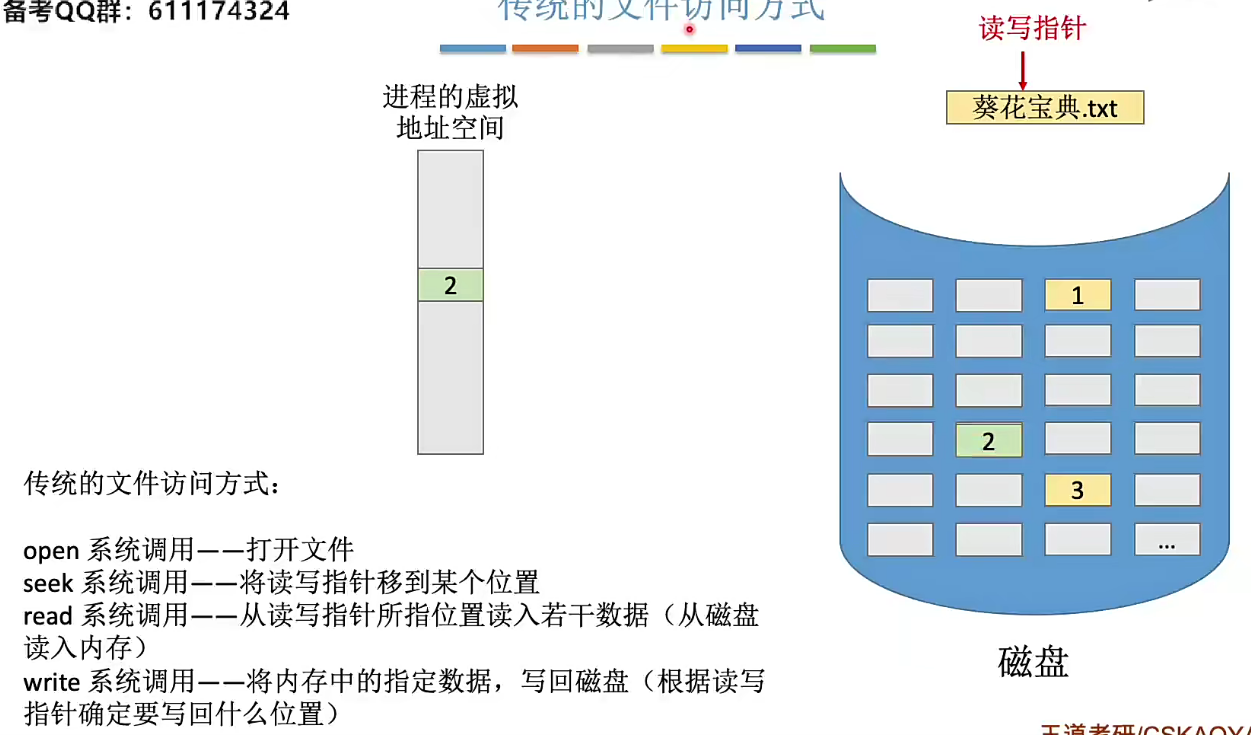 备考QQ群：611174324
传统的文件访问方式
读写指针
葵花宝典.txt
进程的虚拟
地址空间
2
1
2
3
...
磁盘
传统的文件访问方式：
open 系统调用——打开文件
seek 系统调用——将读写指针移到某个位置
read 系统调用——从读写指针所指位置读入若干数据（从磁盘
读入内存）
write 系统调用——将内存中的指定数据，写回磁盘（根据读写
指针确定要写回什么位置）
王道考研/CSKAOYA